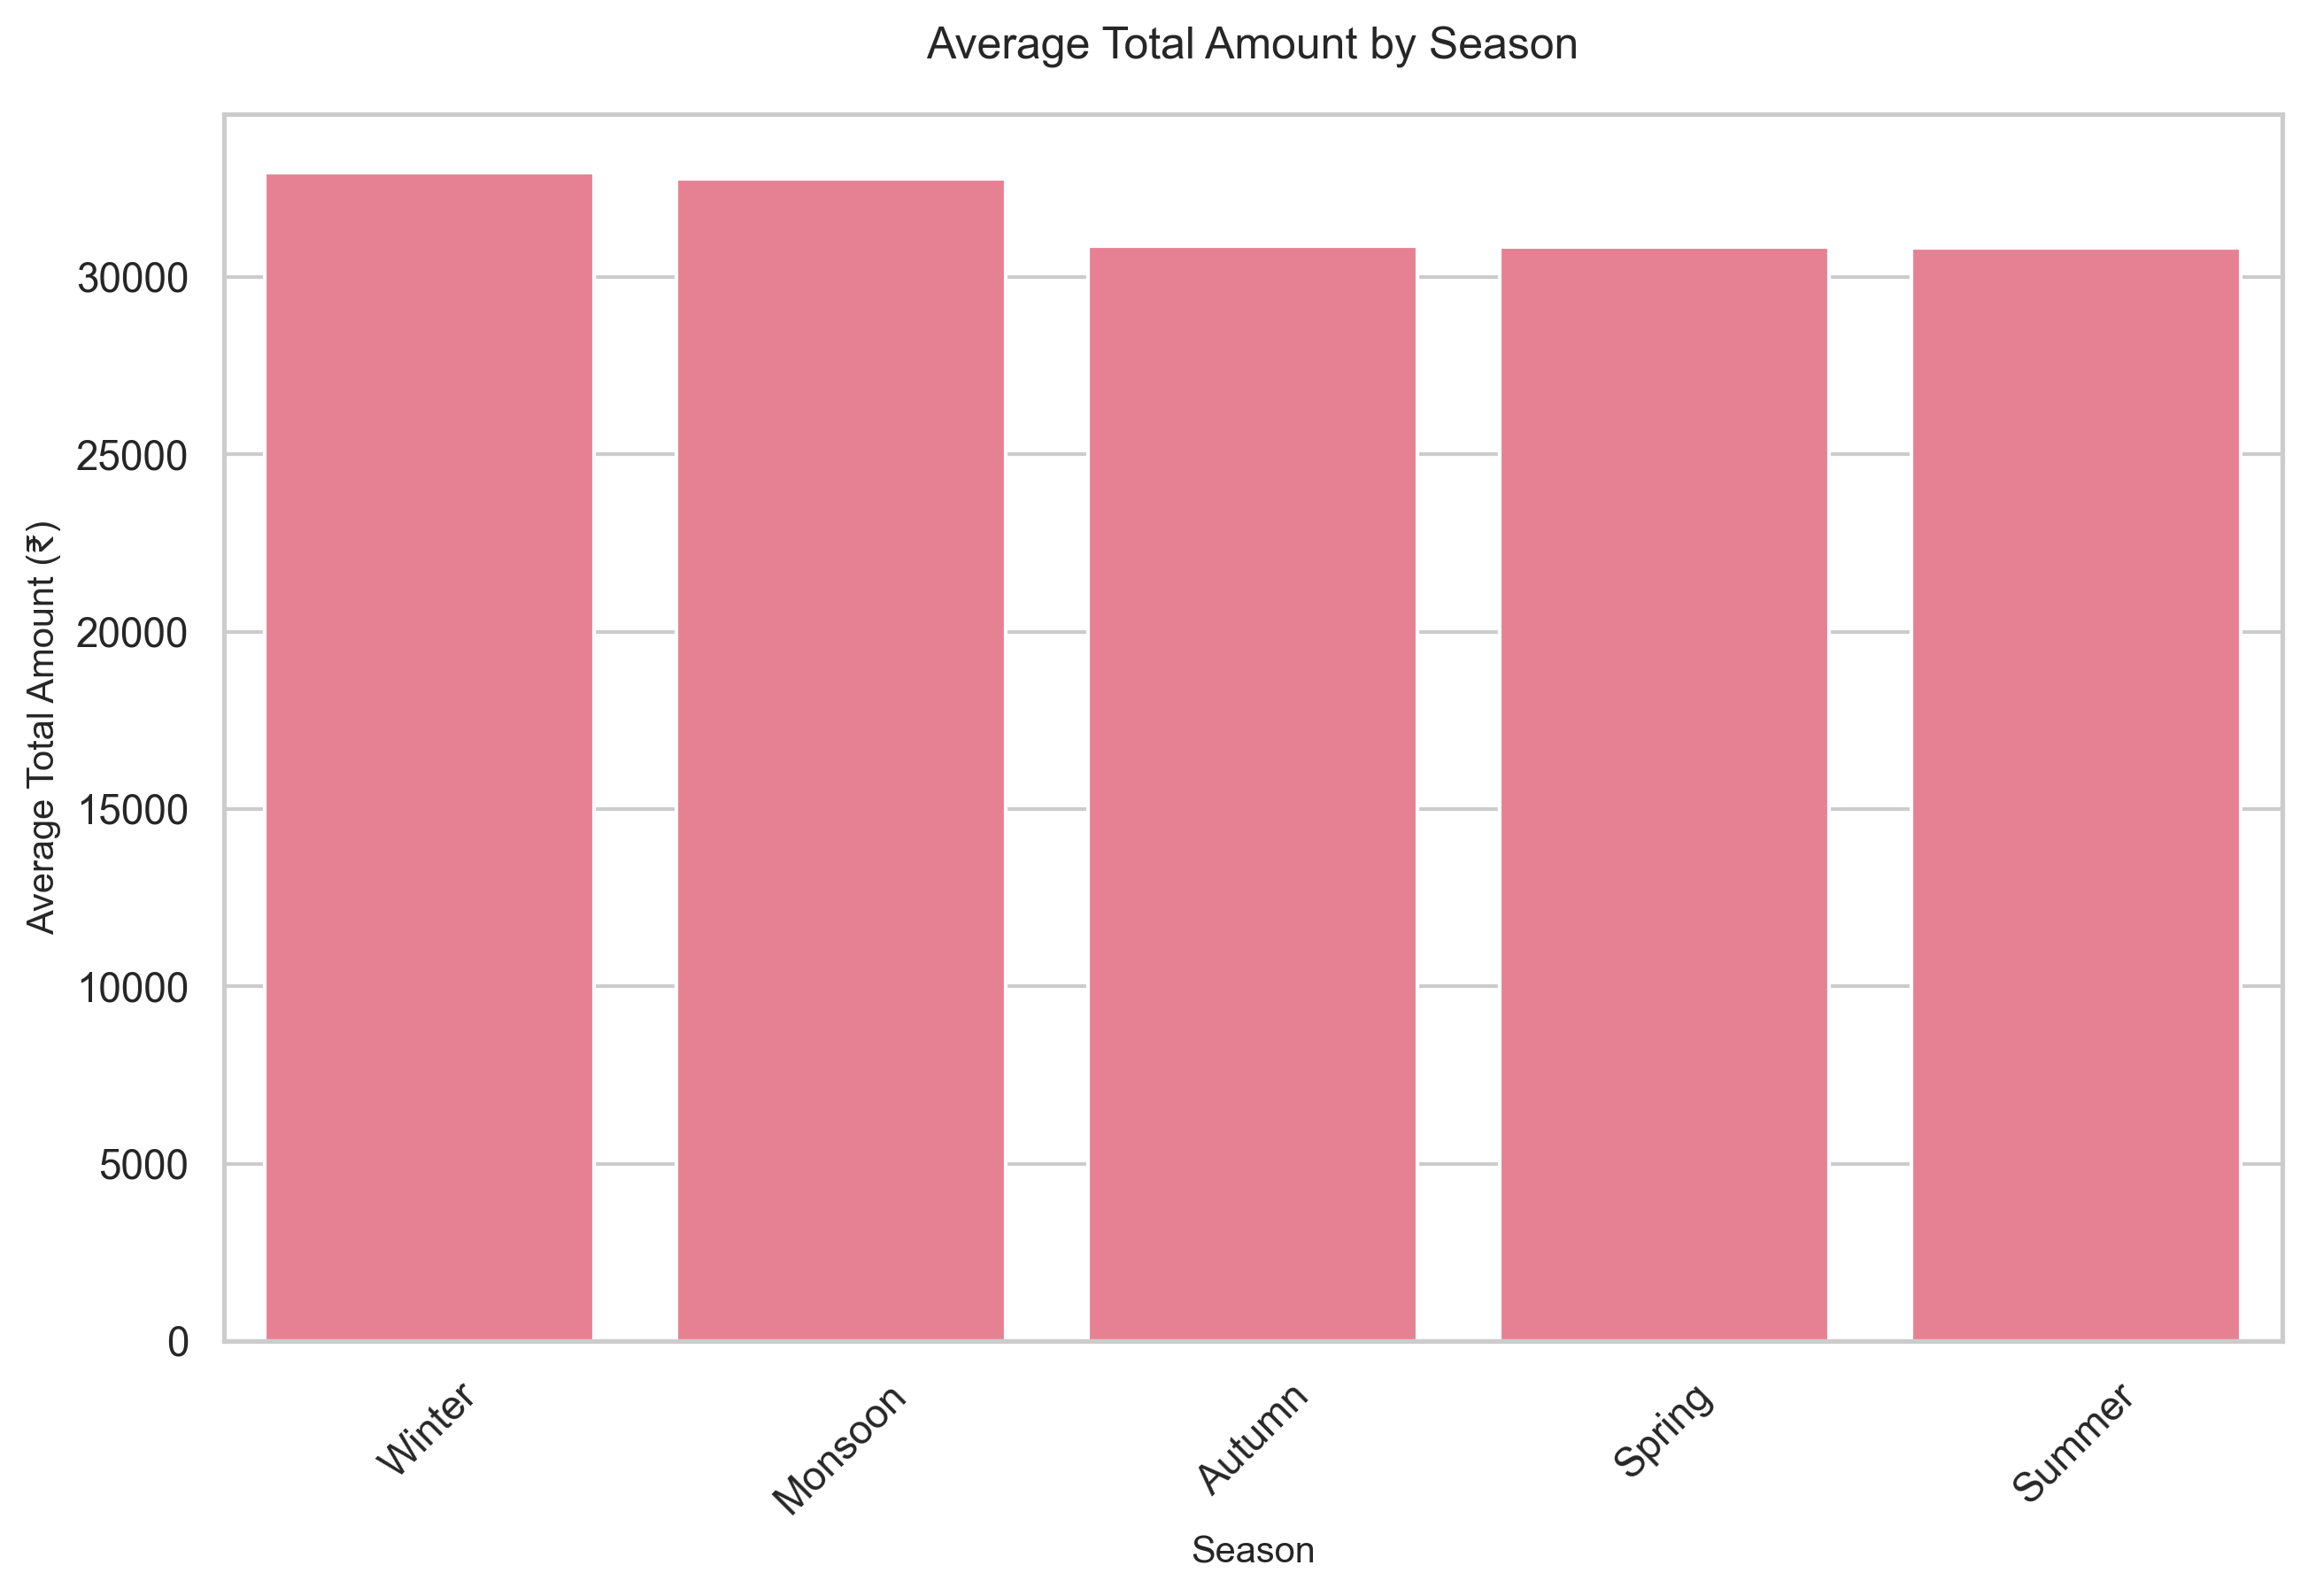 Average Total Amount by Season
Average Total Amount (₹)
30000
25000
20000
15000
10000
5000
0
Winter
Monsoon
Autumn
Spring
Summer
Season